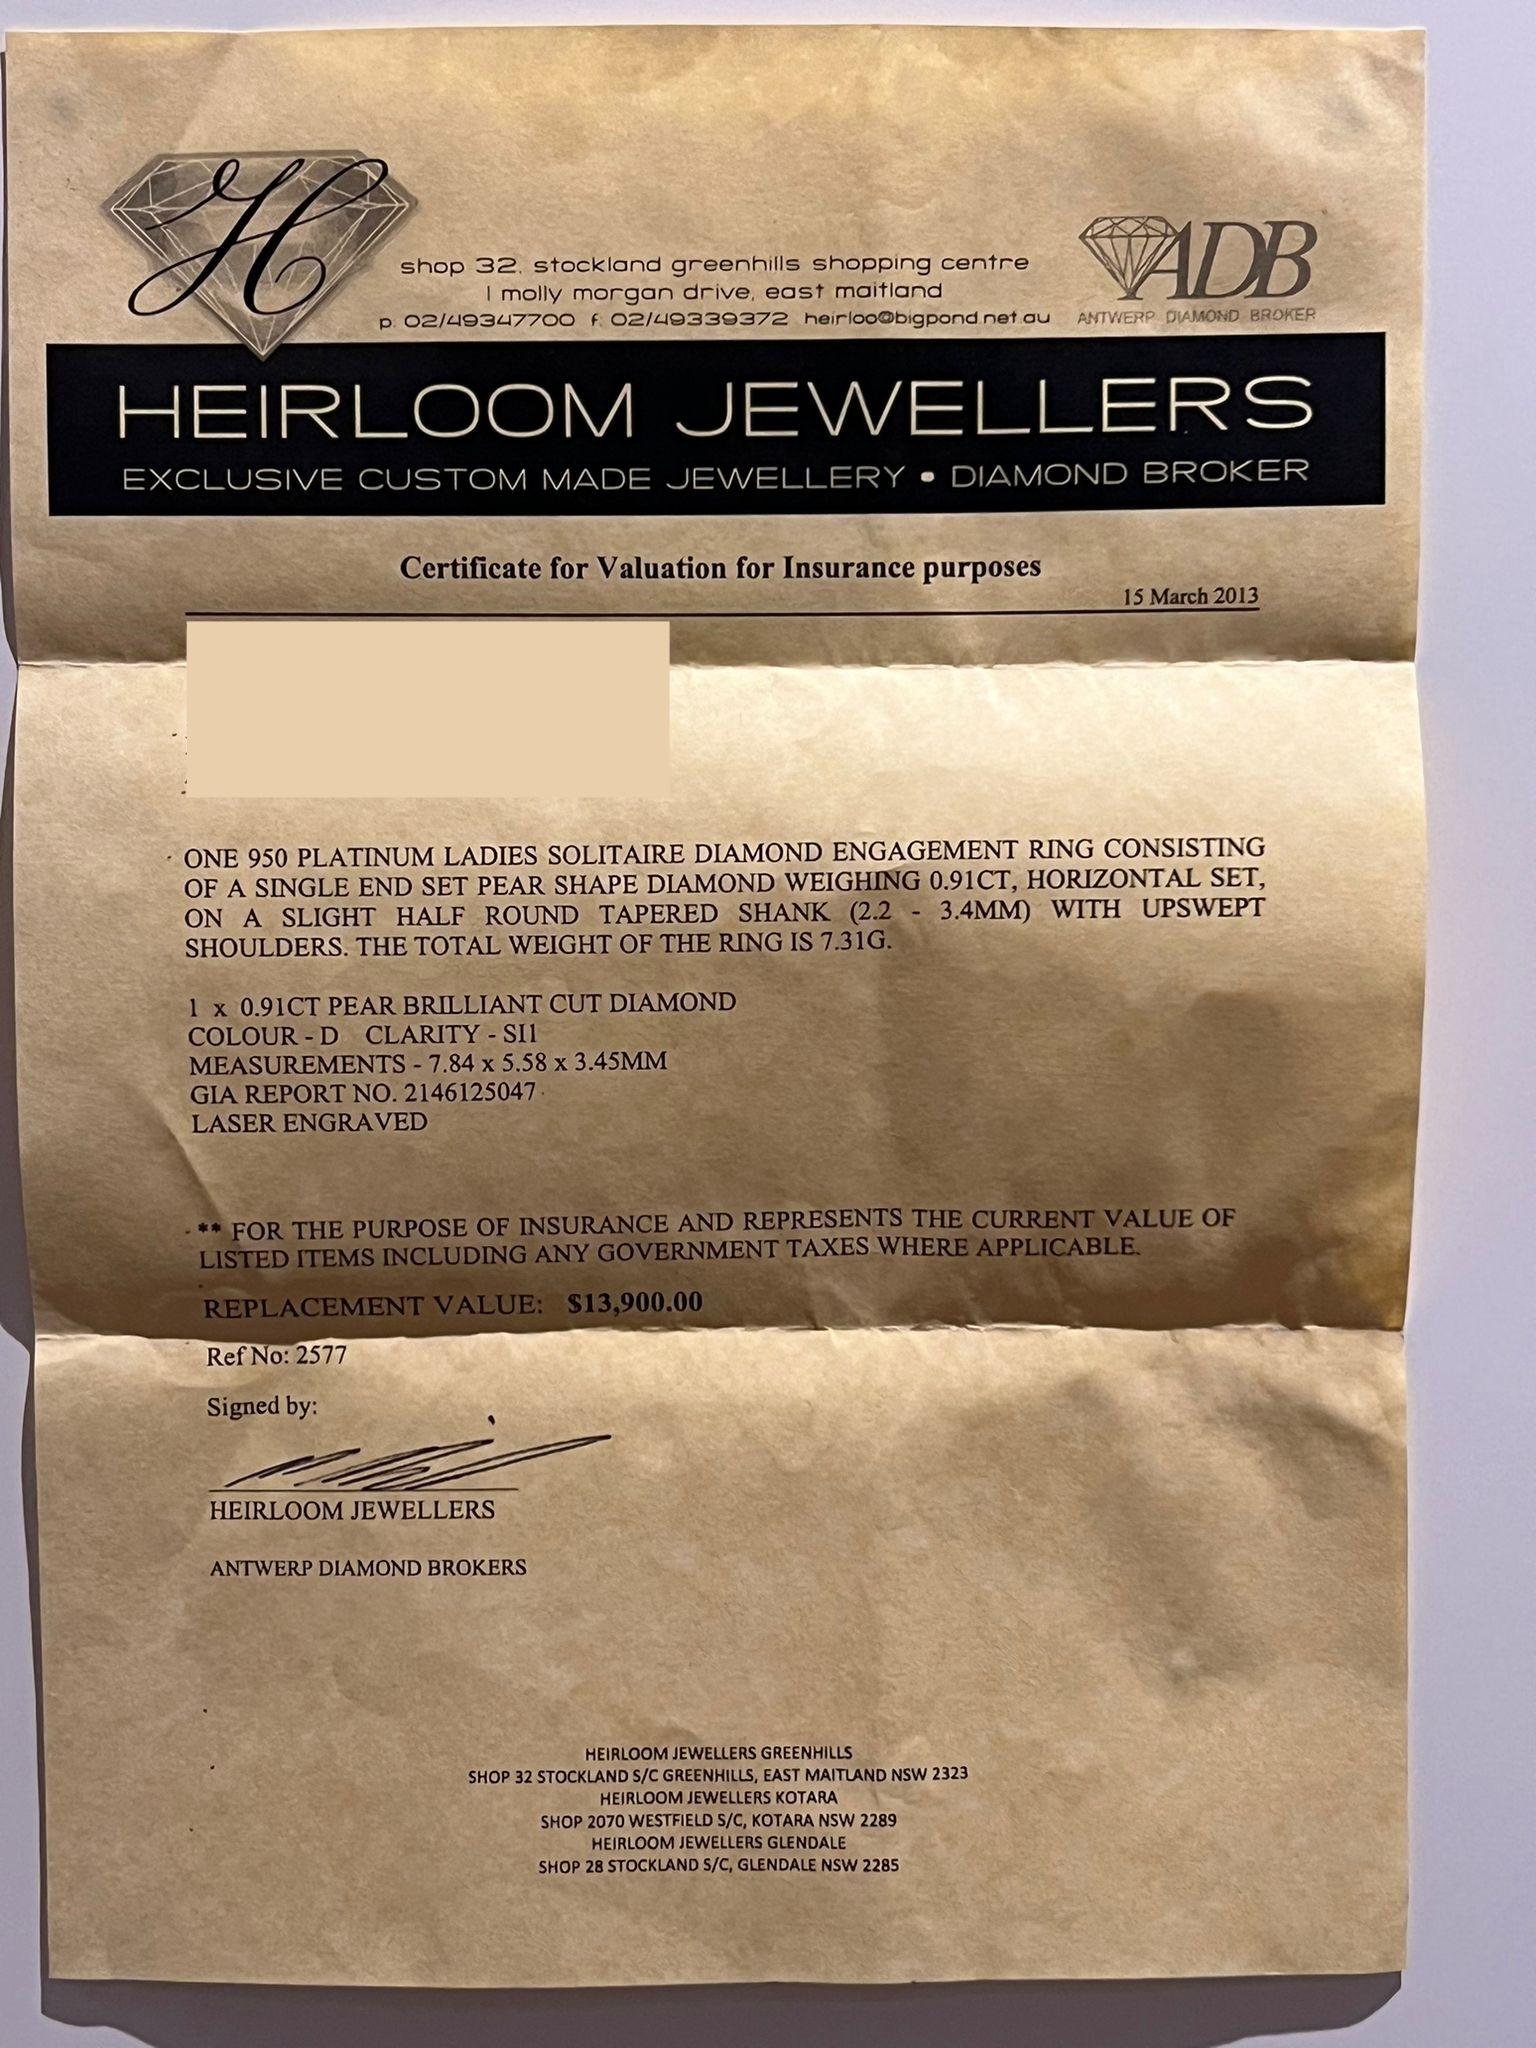 H
shop 32, stockland greenhills shopping centre
1 molly morgan drive, east maitland
p. 02/49347700 f. 02/49339372 heirloo@bigpond.net.au
ADB
ANTWERP DIAMOND BROKER
HEIRLOOM JEWELLERS
EXCLUSIVE CUSTOM MADE JEWELLERY • DIAMOND BROKER
Certificate for Valuation for Insurance purposes
15 March 2013
ONE 950 PLATINUM LADIES SOLITAIRE DIAMOND ENGAGEMENT RING CONSISTING
OF A SINGLE END SET PEAR SHAPE DIAMOND WEIGHING 0.91CT, HORIZONTAL SET,
ON A SLIGHT HALF ROUND TAPERED SHANK (2.2 - 3.4MM) WITH UPSWEPT
SHOULDERS. THE TOTAL WEIGHT OF THE RING IS 7.31G.
1 x 0.91CT PEAR BRILLIANT CUT DIAMOND
COLOUR - D CLARITY - SI1
MEASUREMENTS - 7.84 x 5.58 x 3.45MM
GIA REPORT NO. 2146125047
LASER ENGRAVED
** FOR THE PURPOSE OF INSURANCE AND REPRESENTS THE CURRENT VALUE OF
LISTED ITEMS INCLUDING ANY GOVERNMENT TAXES WHERE APPLICABLE.
REPLACEMENT VALUE: $13,900.00
Ref No: 2577
Signed by:
HEIRLOOM JEWELLERS
ANTWERP DIAMOND BROKERS
HEIRLOOM JEWELLERS GREENHILLS
SHOP 32 STOCKLAND S/C GREENHILLS, EAST MAITLAND NSW 2323
HEIRLOOM JEWELLERS KOTARA
SHOP 2070 WESTFIELD S/C, KOTARA NSW 2289
HEIRLOOM JEWELLERS GLENDALE
SHOP 28 STOCKLAND S/C, GLENDALE NSW 2285